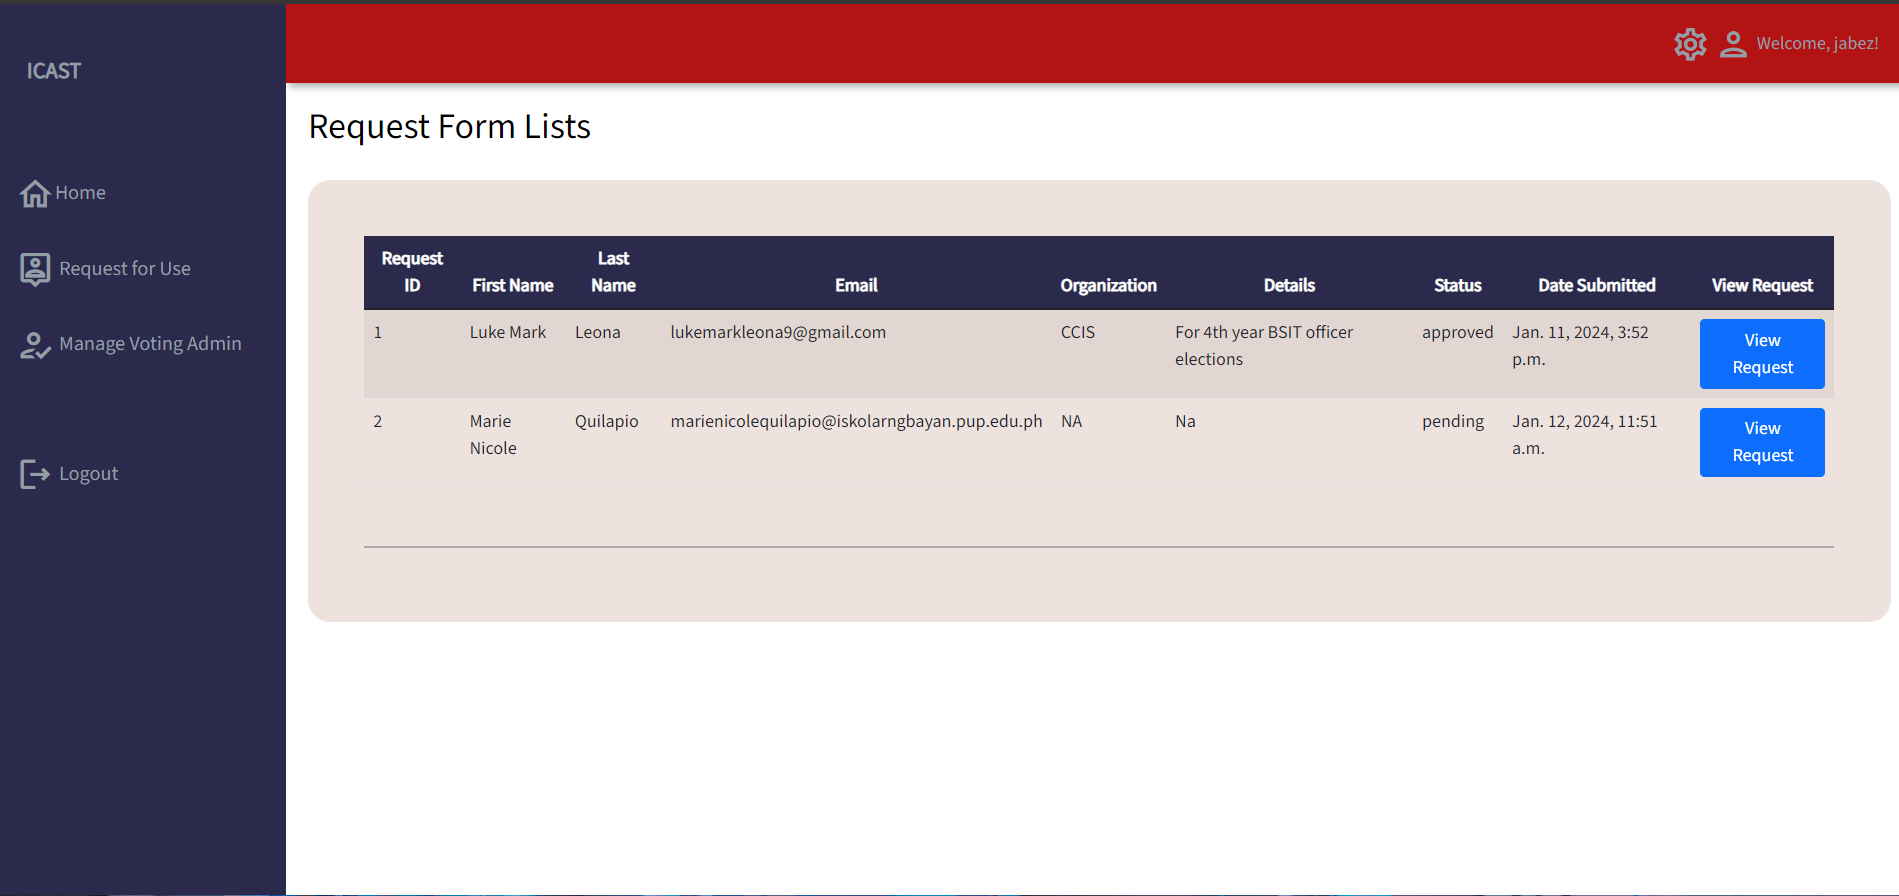 ICAST
Welcome, jabez!
Home
Request for Use
Manage Voting Admin
Logout
Request Form Lists
Request ID First Name Last Name Email Organization Details Status Date Submitted View Request
1 Luke Mark Leona lukemarkleona9@gmail.com CCIS For 4th year BSIT officer elections approved Jan. 11, 2024, 3:52 p.m. View Request
2 Marie Nicole Quilapio marienicolequilapio@iskolarngbayan.pup.edu.ph NA Na pending Jan. 12, 2024, 11:51 a.m. View Request